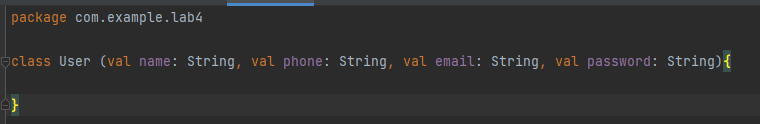 package com.example.lab4
class User (val name: String, val phone: String, val email: String, val password: String){
}